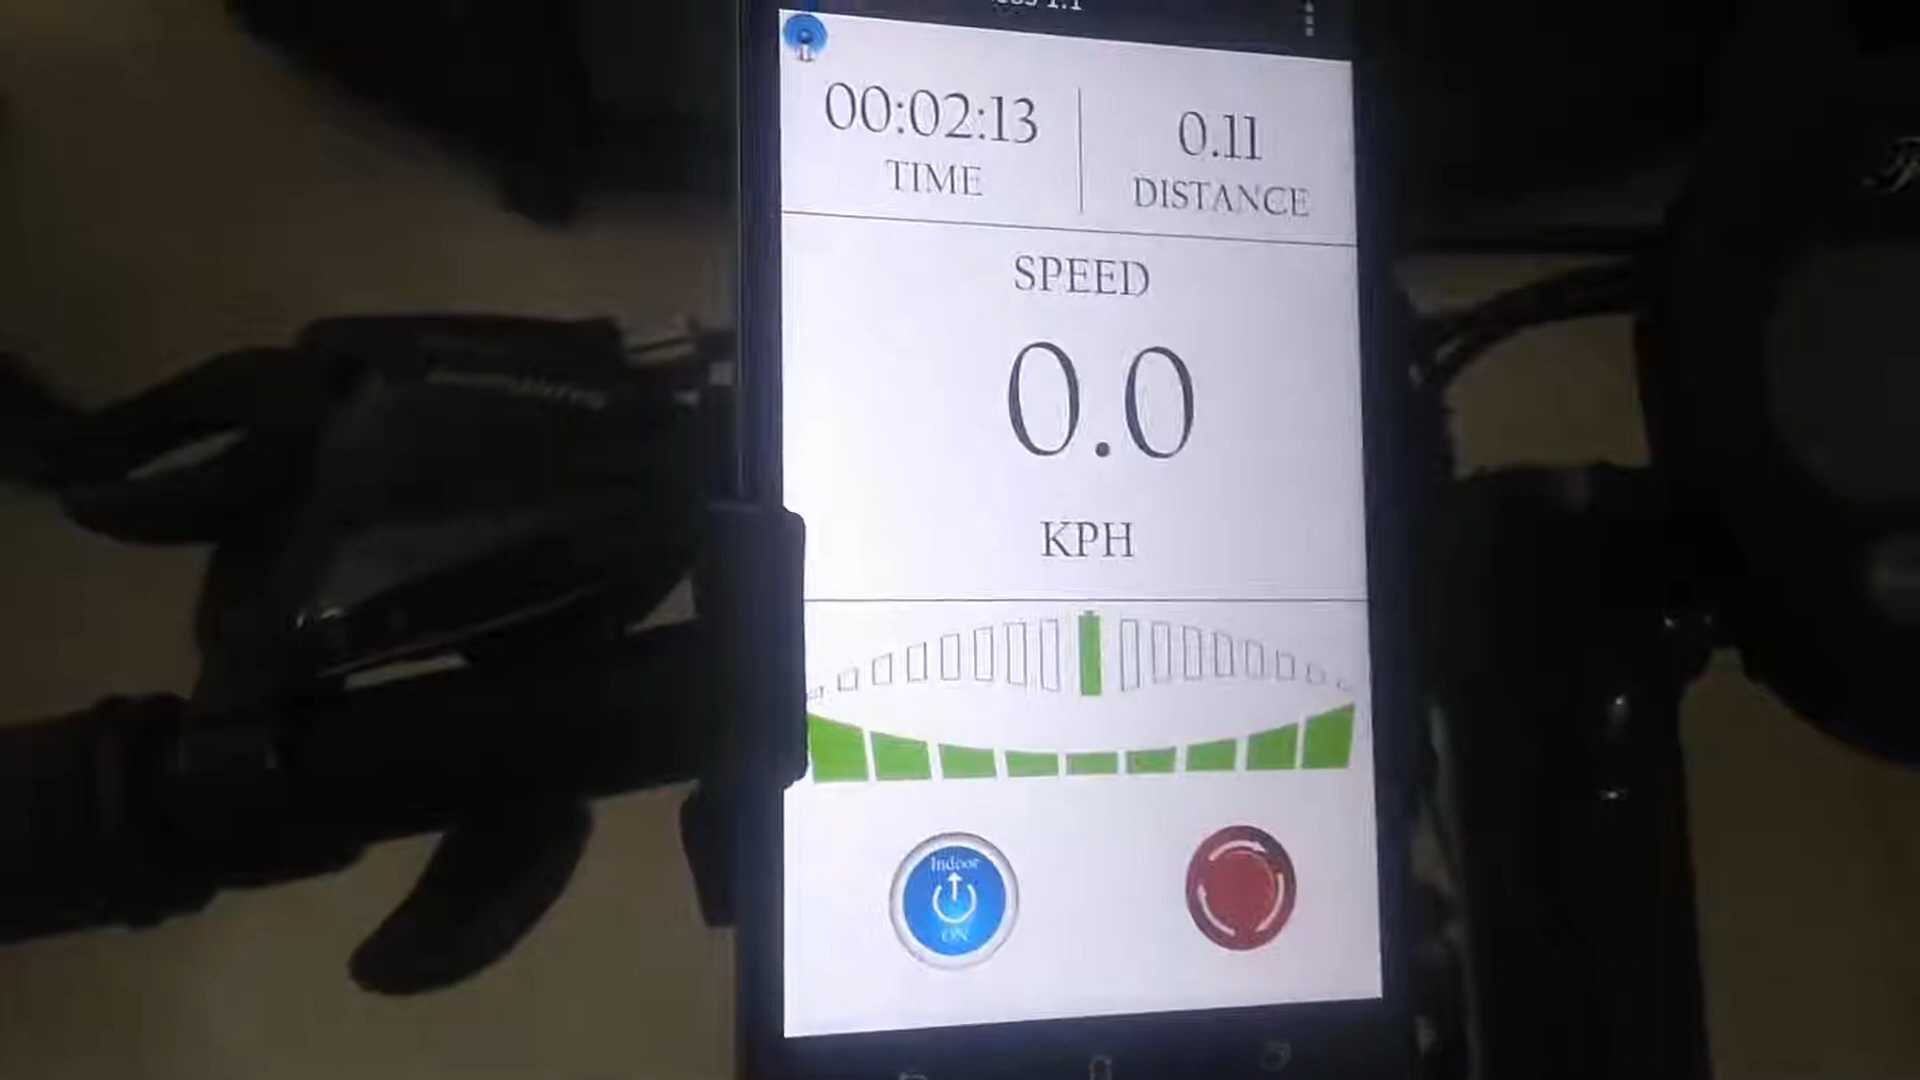 00:02:13
TIME
0.11
DISTANCE
SPEED
0.0
KPH
Indoor
ON